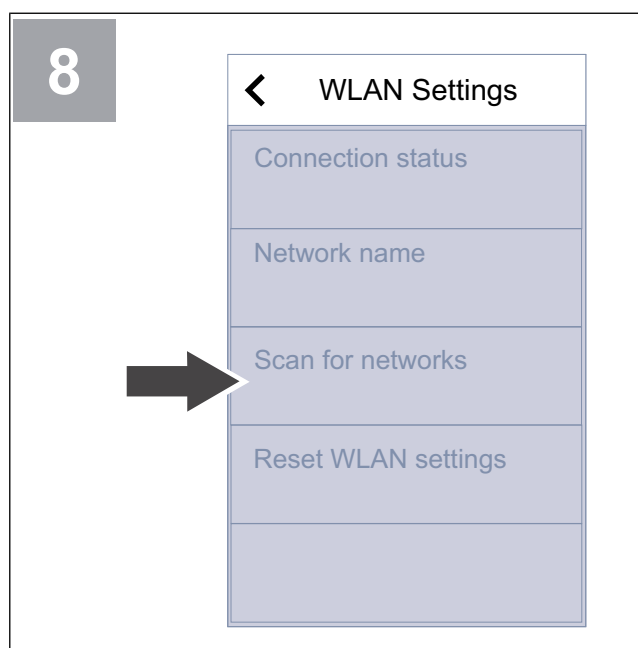 8
WLAN Settings
Connection status
Network name
Scan for networks
Reset WLAN settings